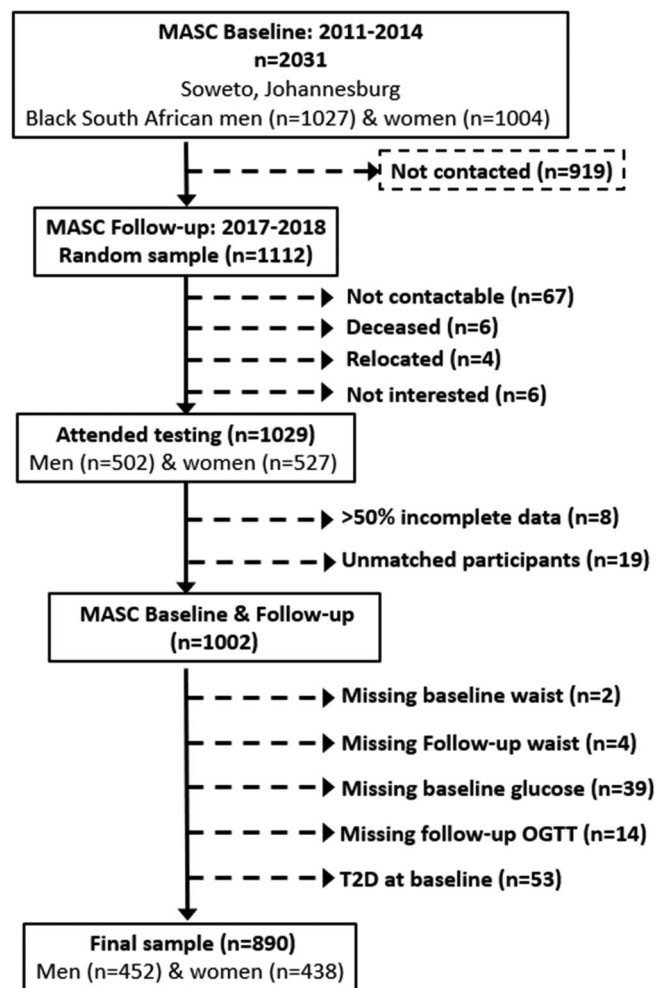 MASC Baseline: 2011-2014
n=2031
Soweto, Johannesburg
Black South African men (n=1027) & women (n=1004)
Not contacted (n=919)
MASC Follow-up: 2017-2018
Random sample (n=1112)
Not contactable (n=67)
Deceased (n=6)
Relocated (n=4)
Not interested (n=6)
Attended testing (n=1029)
Men (n=502) & women (n=527)
>50% incomplete data (n=8)
Unmatched participants (n=19)
MASC Baseline & Follow-up
(n=1002)
Missing baseline waist (n=2)
Missing Follow-up waist (n=4)
Missing baseline glucose (n=39)
Missing follow-up OGTT (n=14)
T2D at baseline (n=53)
Final sample (n=890)
Men (n=452) & women (n=438)